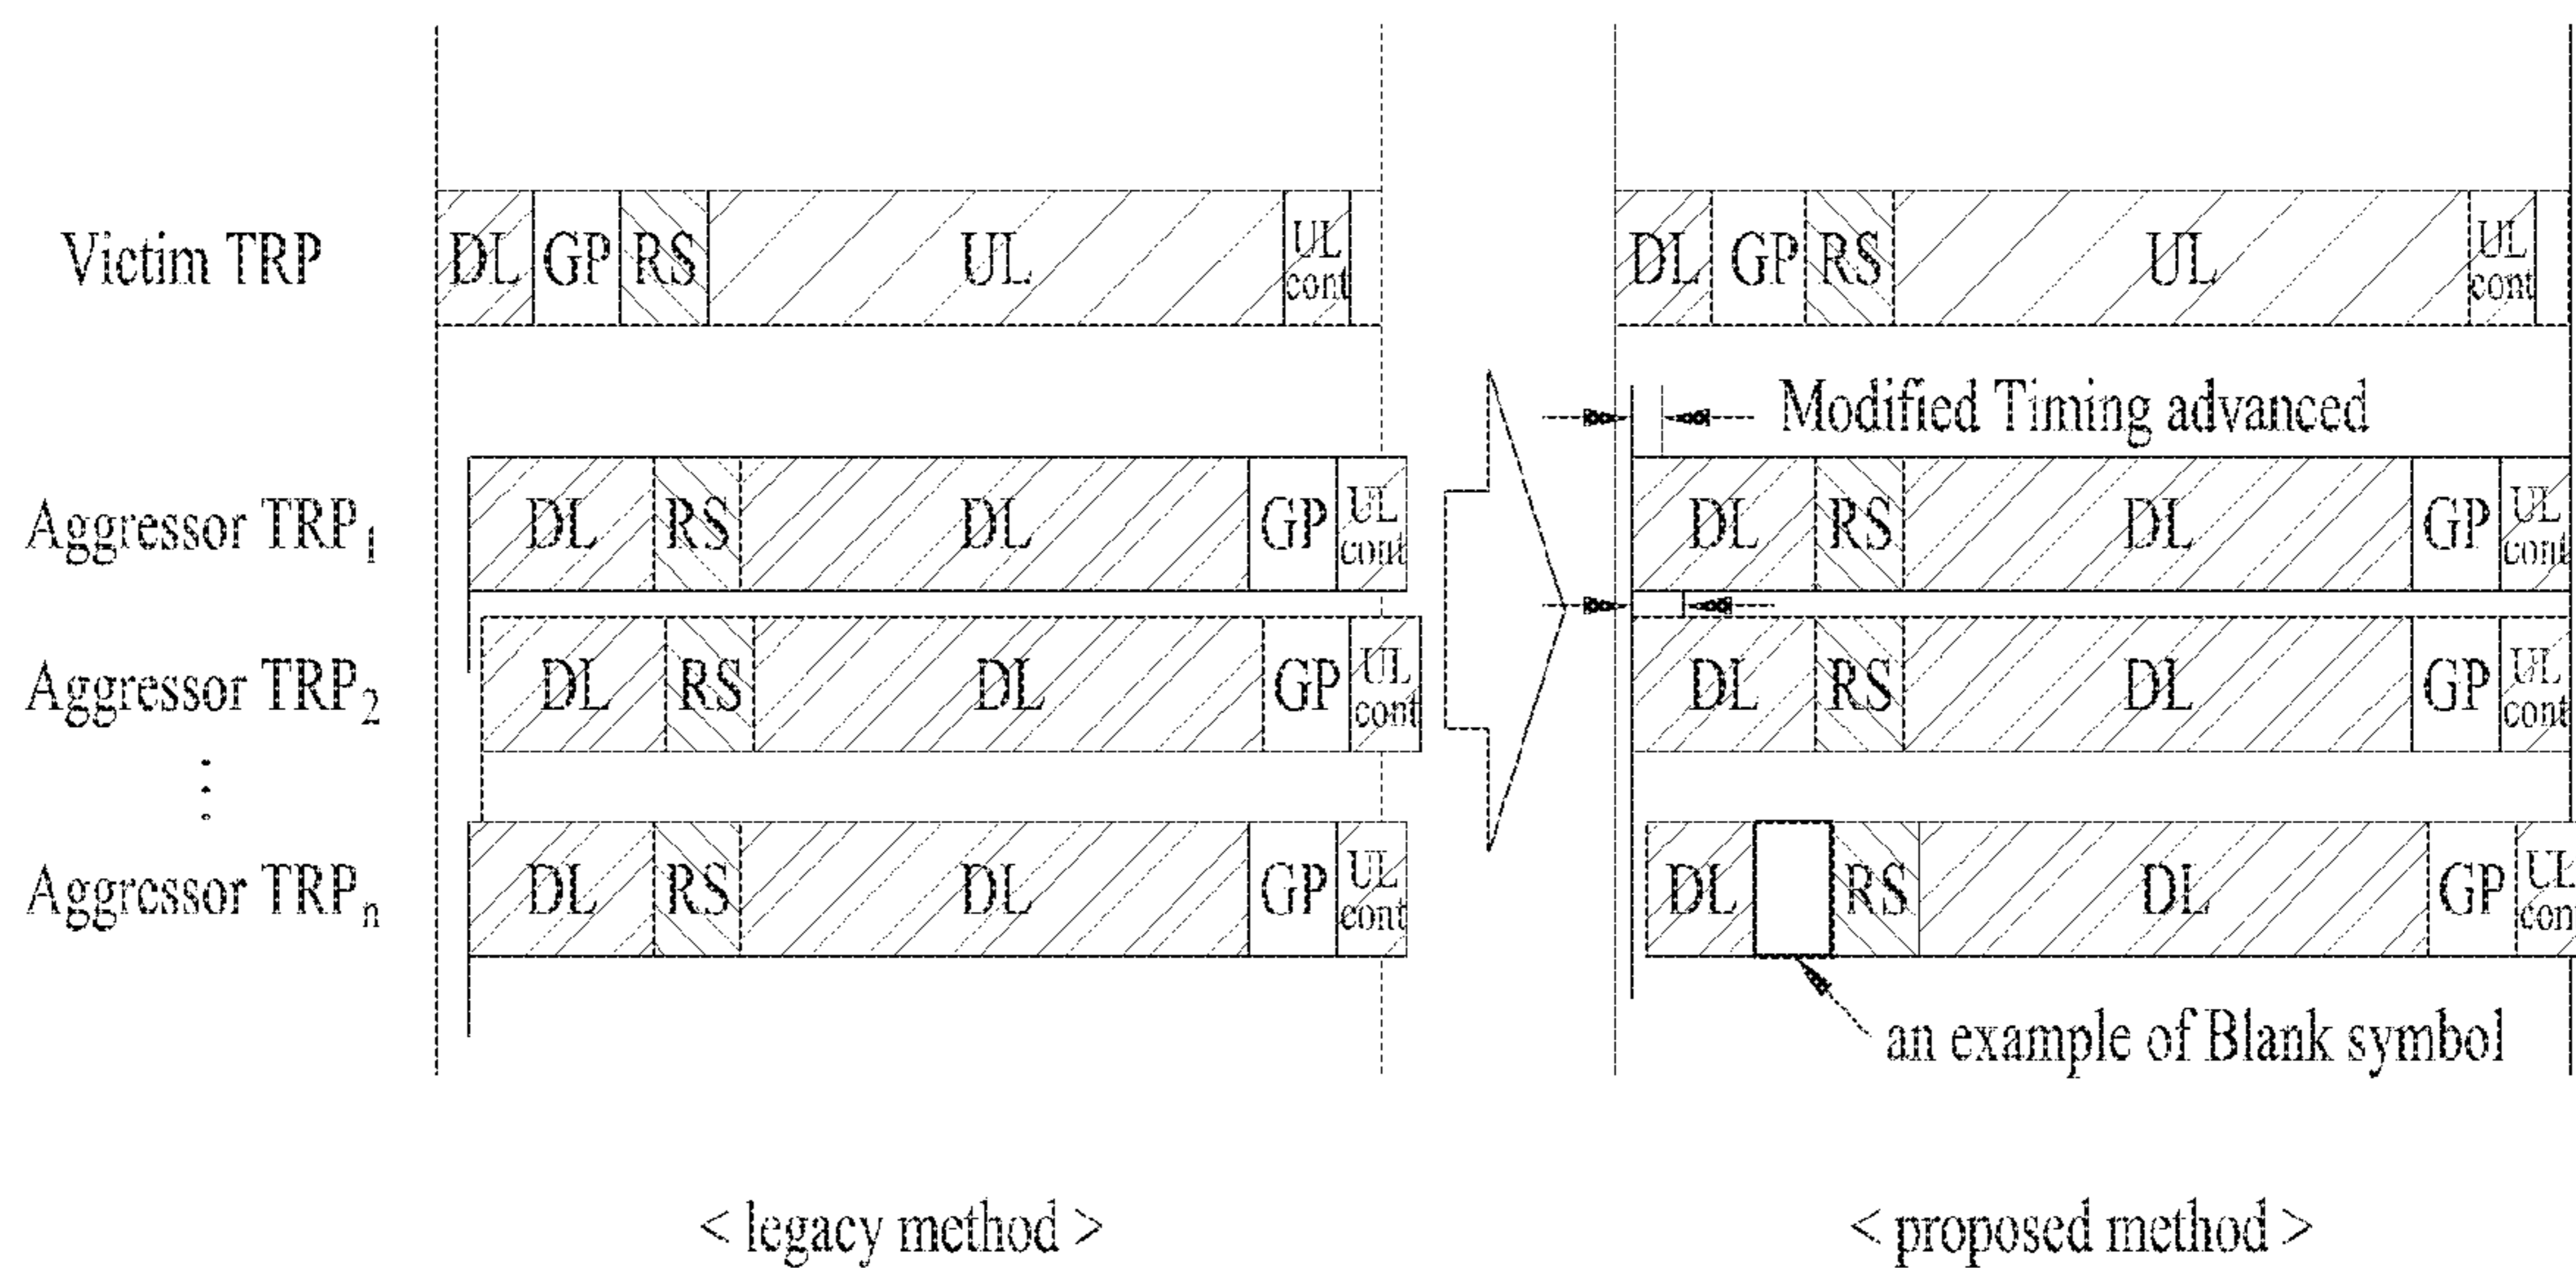 Victim TRP DL GP RS UL UL cont DL GP RS UL UL cont
Modified Timing advanced
Aggressor TRP1 DL RS DL GP UL cont DL RS DL GP UL cont
Aggressor TRP2 DL RS DL GP UL cont DL RS DL GP UL cont
Aggressor TRPn DL RS DL GP UL cont DL RS DL GP UL con
an example of Blank symbol
< legacy method > < proposed method >